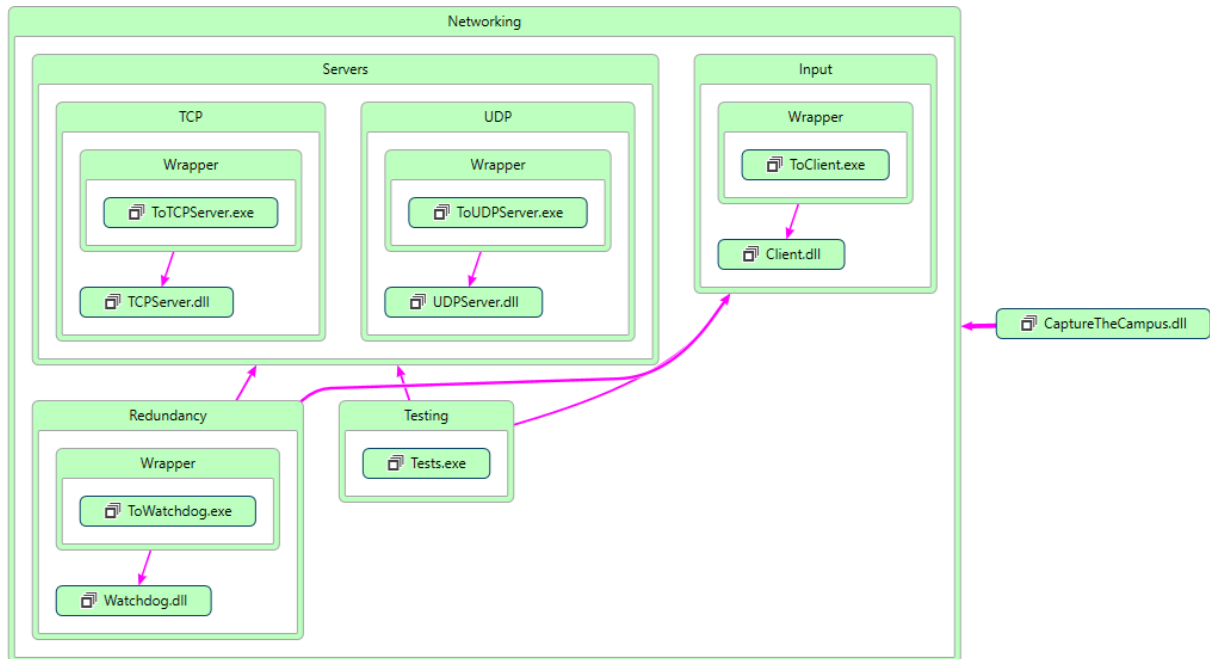 Networking
Servers
Input
TCP
UDP
Wrapper
Wrapper
Wrapper
ToClient.exe
ToTCPServer.exe
ToUDPServer.exe
Client.dll
TCPServer.dll
UDPServer.dll
CaptureTheCampus.dll
Redundancy
Testing
Wrapper
Tests.exe
ToWatchdog.exe
Watchdog.dll